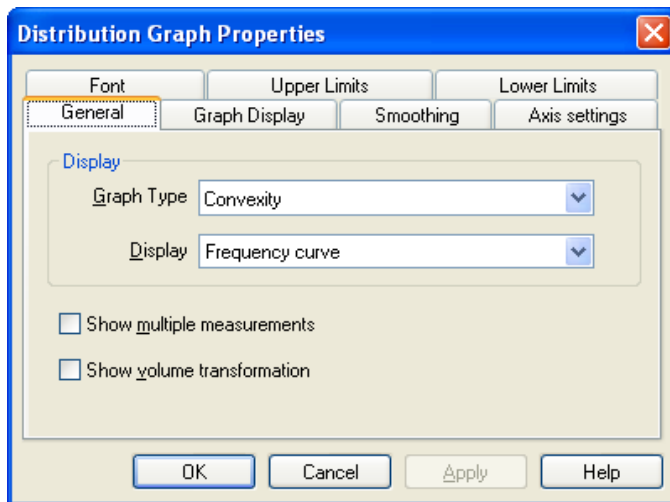 Distribution Graph Properties
Font Upper Limits Lower Limits
General Graph Display Smoothing Axis settings
Display
Graph Type Convexity
Display Frequency curve
Show multiple measurements
Show volume transformation
OK Cancel Apply Help